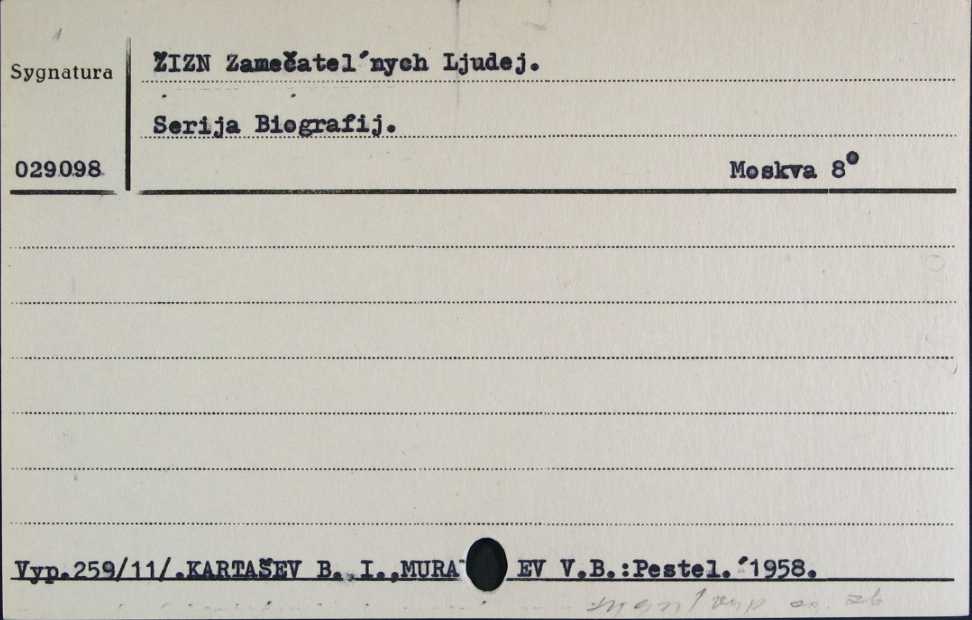 Sygnatura
ŽIZN Zamečatel´nych Ljudej.
Serija Biografij.
029098
Moskva 8°
Vyp.259/11/.KARTAŠEV B. I.,MURA EV V.B.:Pestel.´1958.